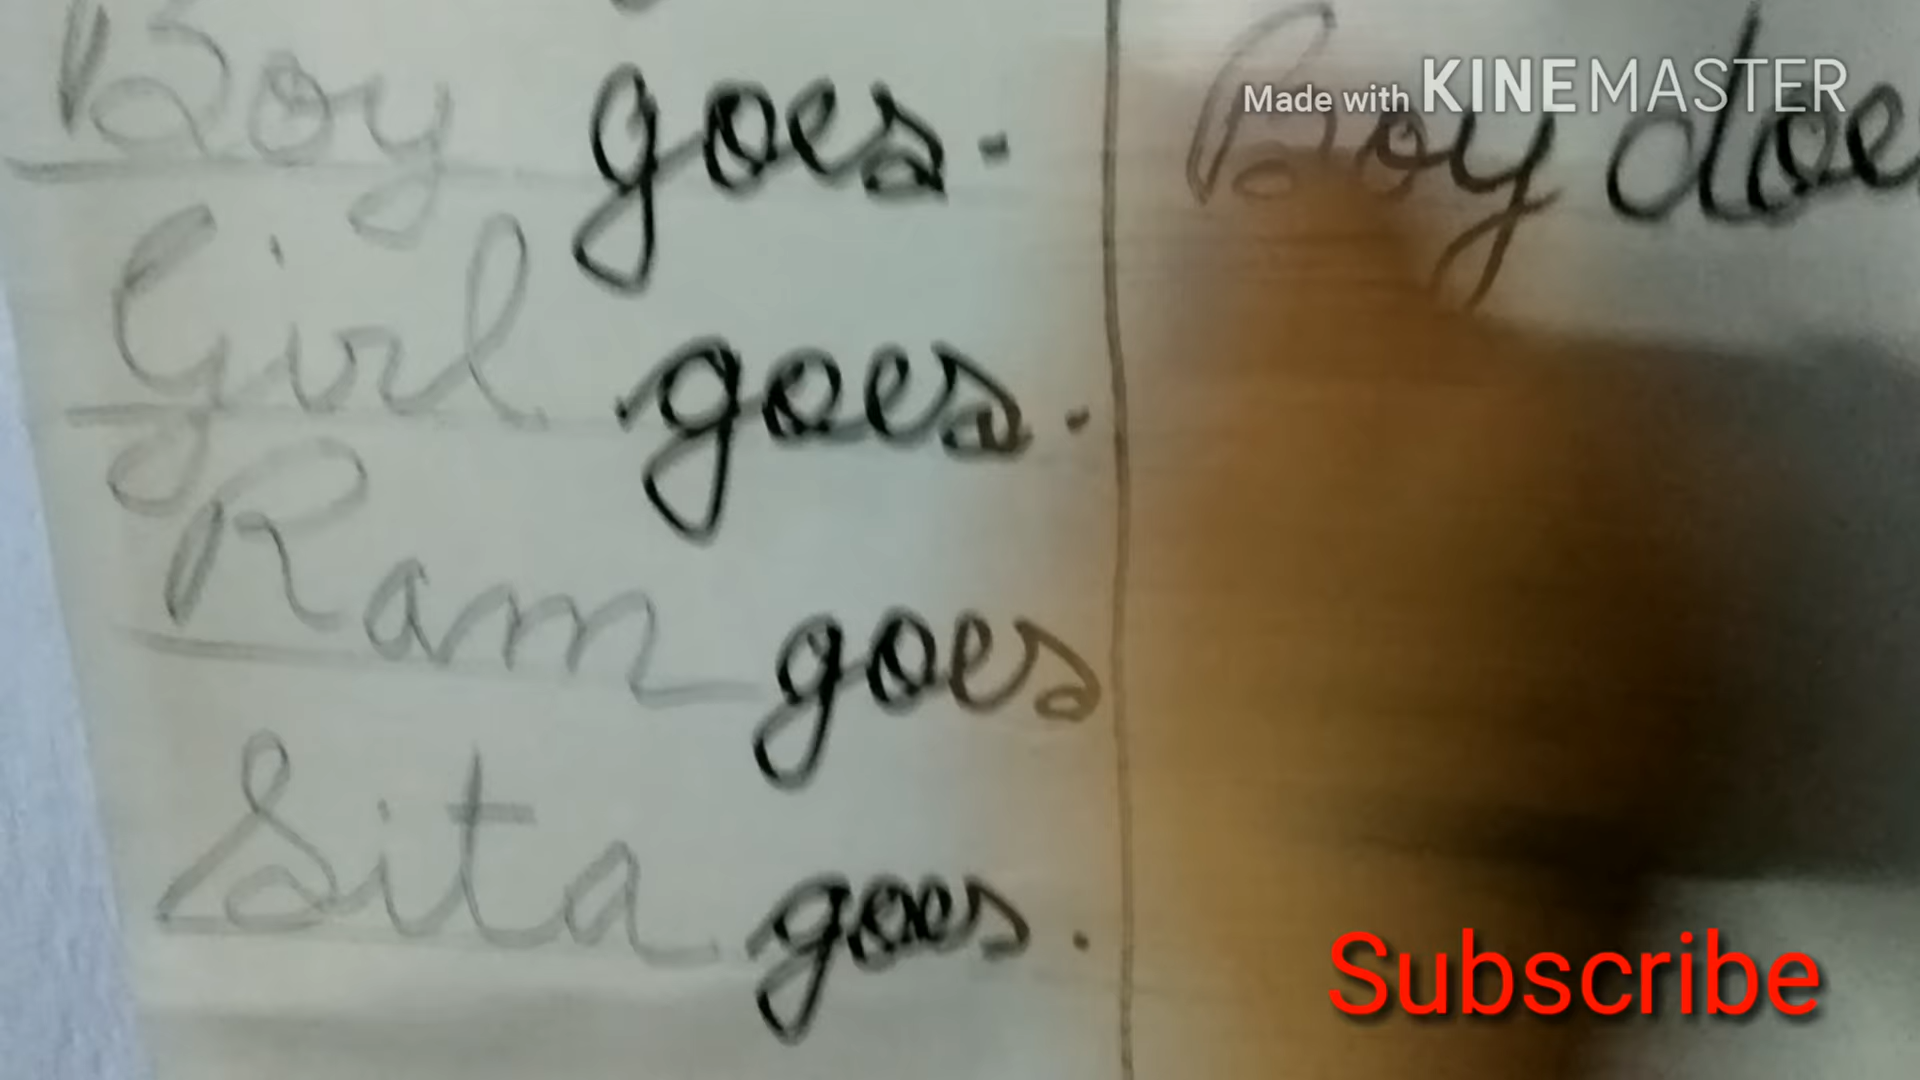 Boy goes.
Girl goes.
Ram goes
Sita goes.
Boy doe
Made with KINEMASTER
Subscribe